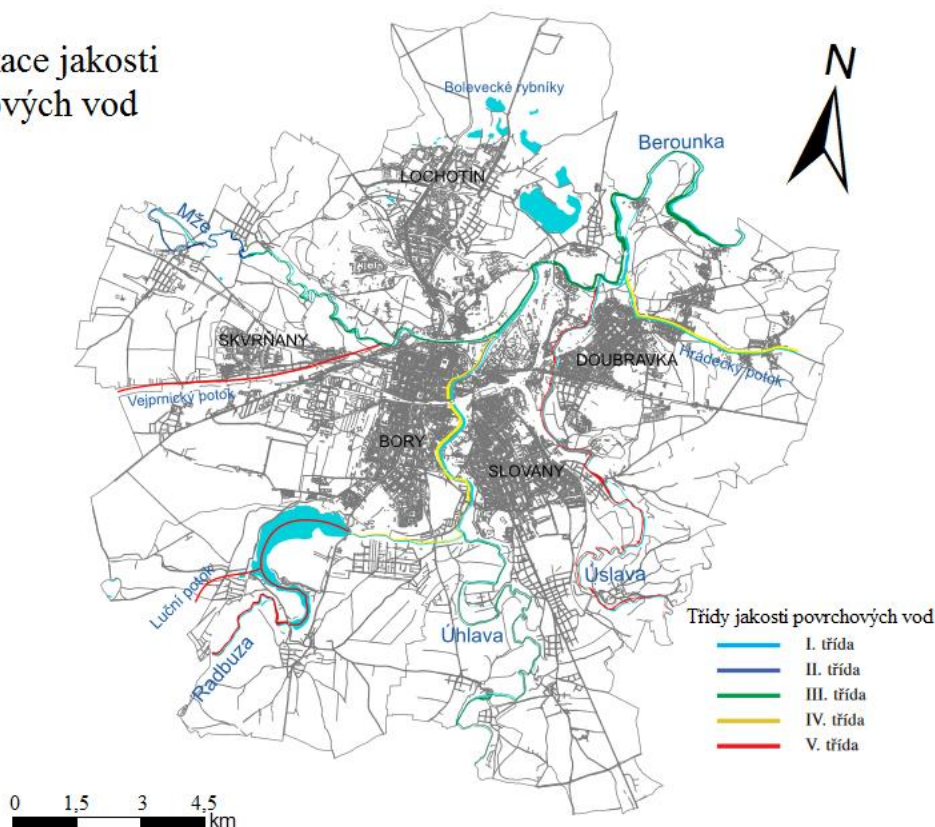 ace jakosti
ových vod
N
Bolevecké rybníky
Berounka
LOCHOTÍN
Mže
SKVRŇANY
DOUBRAVKA
Hrádecký potok
Vejprnický potok
BORY
SLOVANY
Luční potok
Radbuza
Úhlava
Úslava
Třídy jakosti povrchových vod
I. třída
II. třída
III. třída
IV. třída
V. třída
0 1,5 3 4,5
km